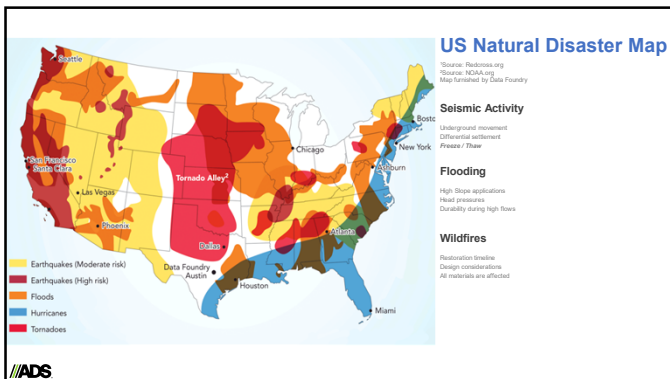 US Natural Disaster Map
¹Source: Redcross.org
²Source: NOAA.org
Map furnished by Data Foundry
Seismic Activity
Underground movement
Differential settlement
Freeze / Thaw
Flooding
High Slope applications
Head pressures
Durability during high flows
Wildfires
Restoration timeline
Design considerations
All materials are affected
Seattle
San Francisco
Santa Clara
Las Vegas
Phoenix
Tornado Alley²
Dallas
Data Foundry
Austin
Houston
Chicago
Atlanta
Miami
Ashburn
New York
Bosto
Earthquakes (Moderate risk)
Earthquakes (High risk)
Floods
Hurricanes
Tornadoes
ADS